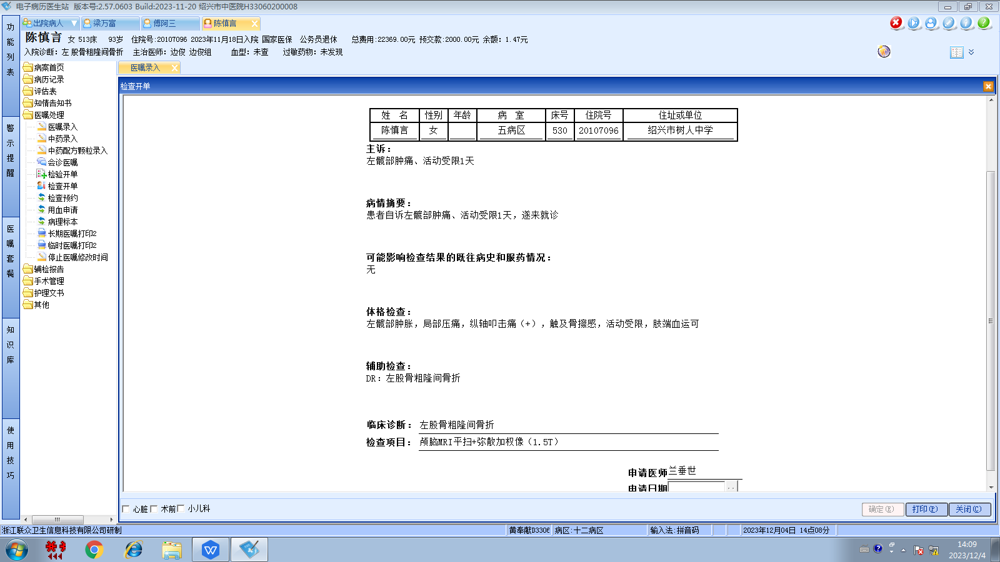 电子病历医生站 版本号:2.57.0603 Build:2023-11-20 绍兴市中医院H33060200008
出院病人 梁万富 傅阿三 陈慎言
陈慎言 女 513床 93岁 住院号:20107096 2023年11月18日入院 国家医保 公务员退休 总费用:22369.00元 预交款:2000.00元 余额: 1.47元
入院诊断: 左 股骨粗隆间骨折 主治医师: 边俊 边俊组 血型: 未查 过敏药物: 未发现
功能列表
警示提醒
医嘱套餐
知识库
使用技巧
病案首页
病历记录
评估表
知情告知书
医嘱处理
医嘱录入
中药录入
中药配方颗粒录入
会诊医嘱
检验开单
检查开单
检查预约
用血申请
病理标本
长期医嘱打印2
临时医嘱打印2
停止医嘱修改时间
辅检报告
手术管理
护理文书
其他
医嘱录入
检查开单
姓 名 性别 年龄 病 室 床号 住院号 住址或单位
陈慎言 女 五病区 530 20107096 绍兴市树人中学
主诉:
左髋部肿痛、活动受限1天
病情摘要:
患者自诉左髋部肿痛、活动受限1天，遂来就诊
可能影响检查结果的既往病史和服药情况:
无
体格检查:
左髋部肿胀，局部压痛，纵轴叩击痛（+），触及骨擦感，活动受限，肢端血运可
辅助检查:
DR: 左股骨粗隆间骨折
临床诊断: 左股骨粗隆间骨折
检查项目: 颅脑MRI平扫+弥散加权像（1.5T）
申请医师 兰垂世
申请日期 ..
心脏 术前 小儿科
确定(E) 打印(P) 关闭(C)
浙江联众卫生信息科技有限公司研制 黄奉献D3306 病区:十二病区 输入法:拼音码 2023年12月04日 14点08分
14:09
2023/12/4